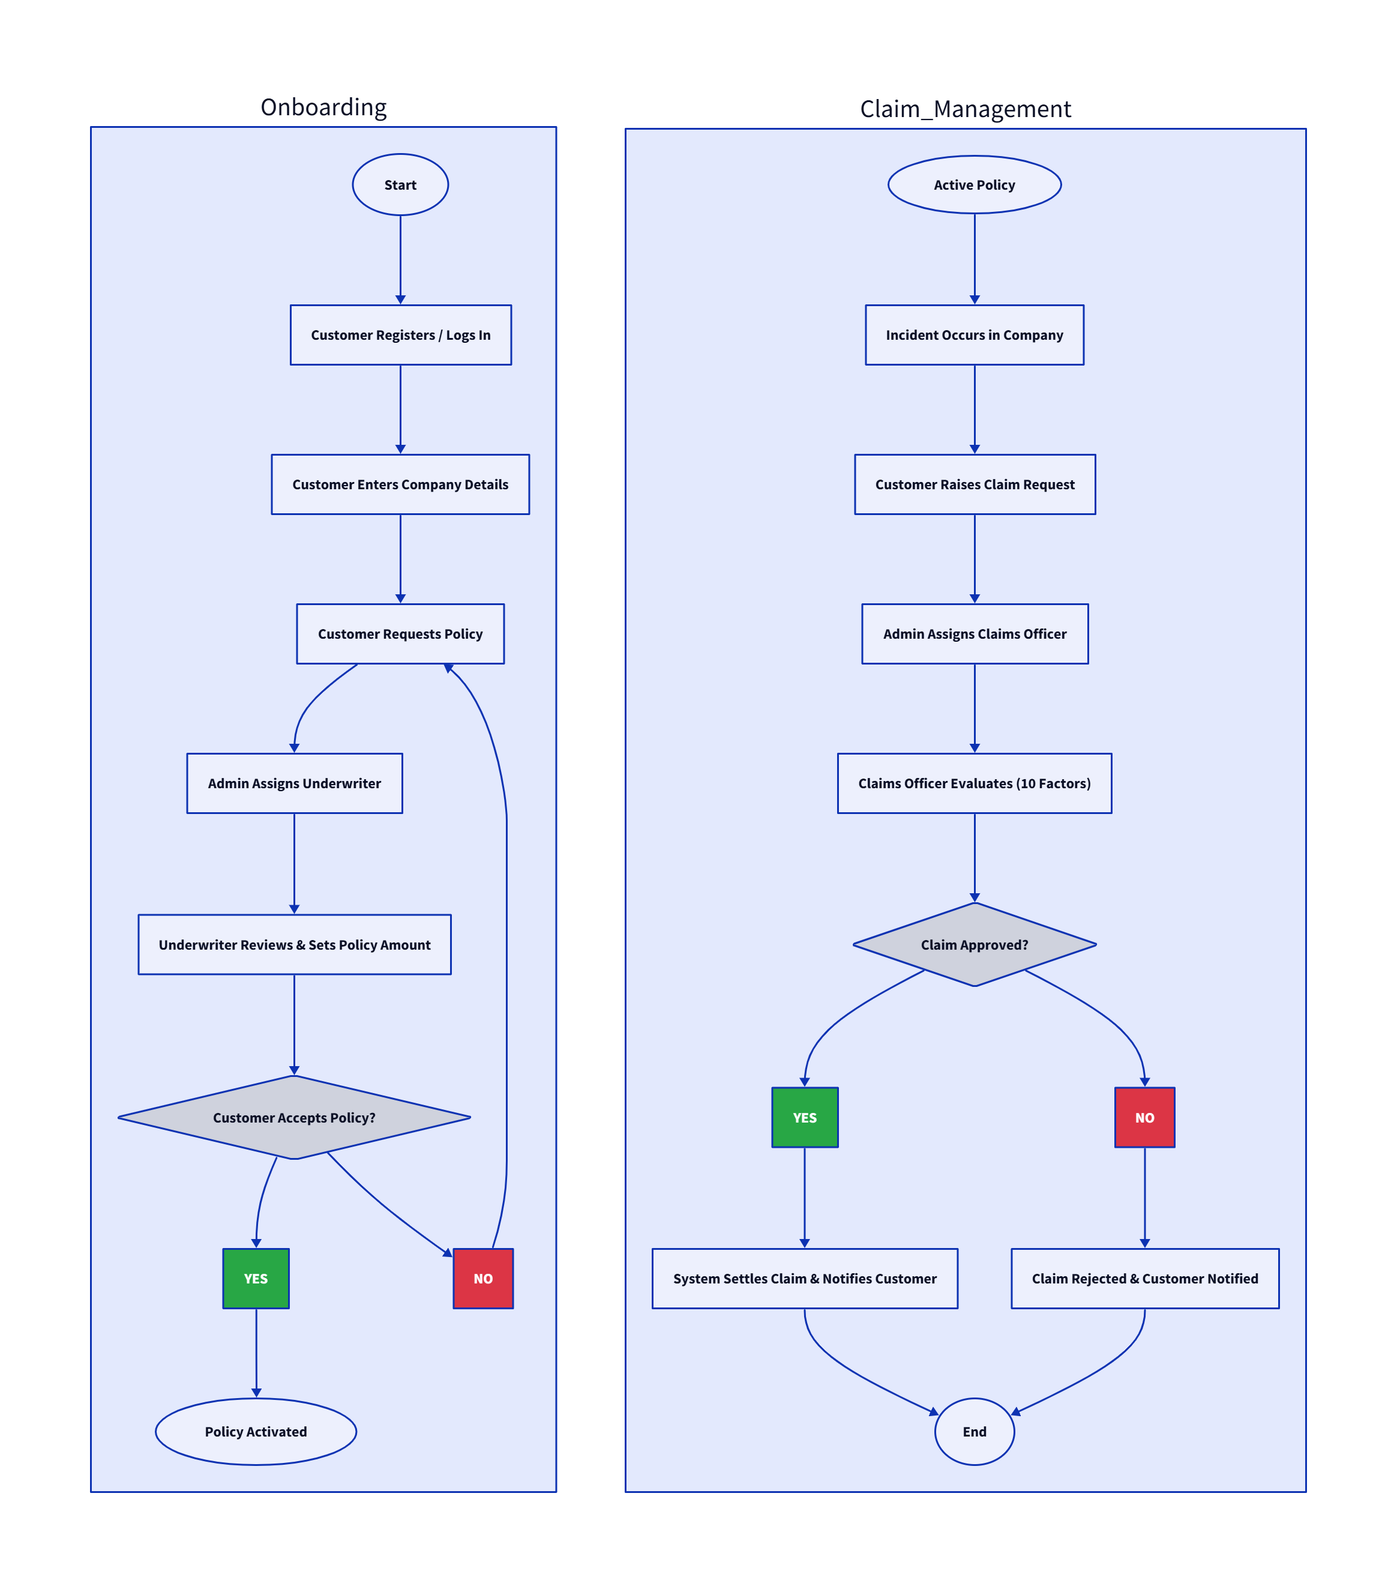 Onboarding
Start
Customer Registers / Logs In
Customer Enters Company Details
Customer Requests Policy
Admin Assigns Underwriter
Underwriter Reviews & Sets Policy Amount
Customer Accepts Policy?
YES
NO
Policy Activated
Claim_Management
Active Policy
Incident Occurs in Company
Customer Raises Claim Request
Admin Assigns Claims Officer
Claims Officer Evaluates (10 Factors)
Claim Approved?
YES
NO
System Settles Claim & Notifies Customer
Claim Rejected & Customer Notified
End